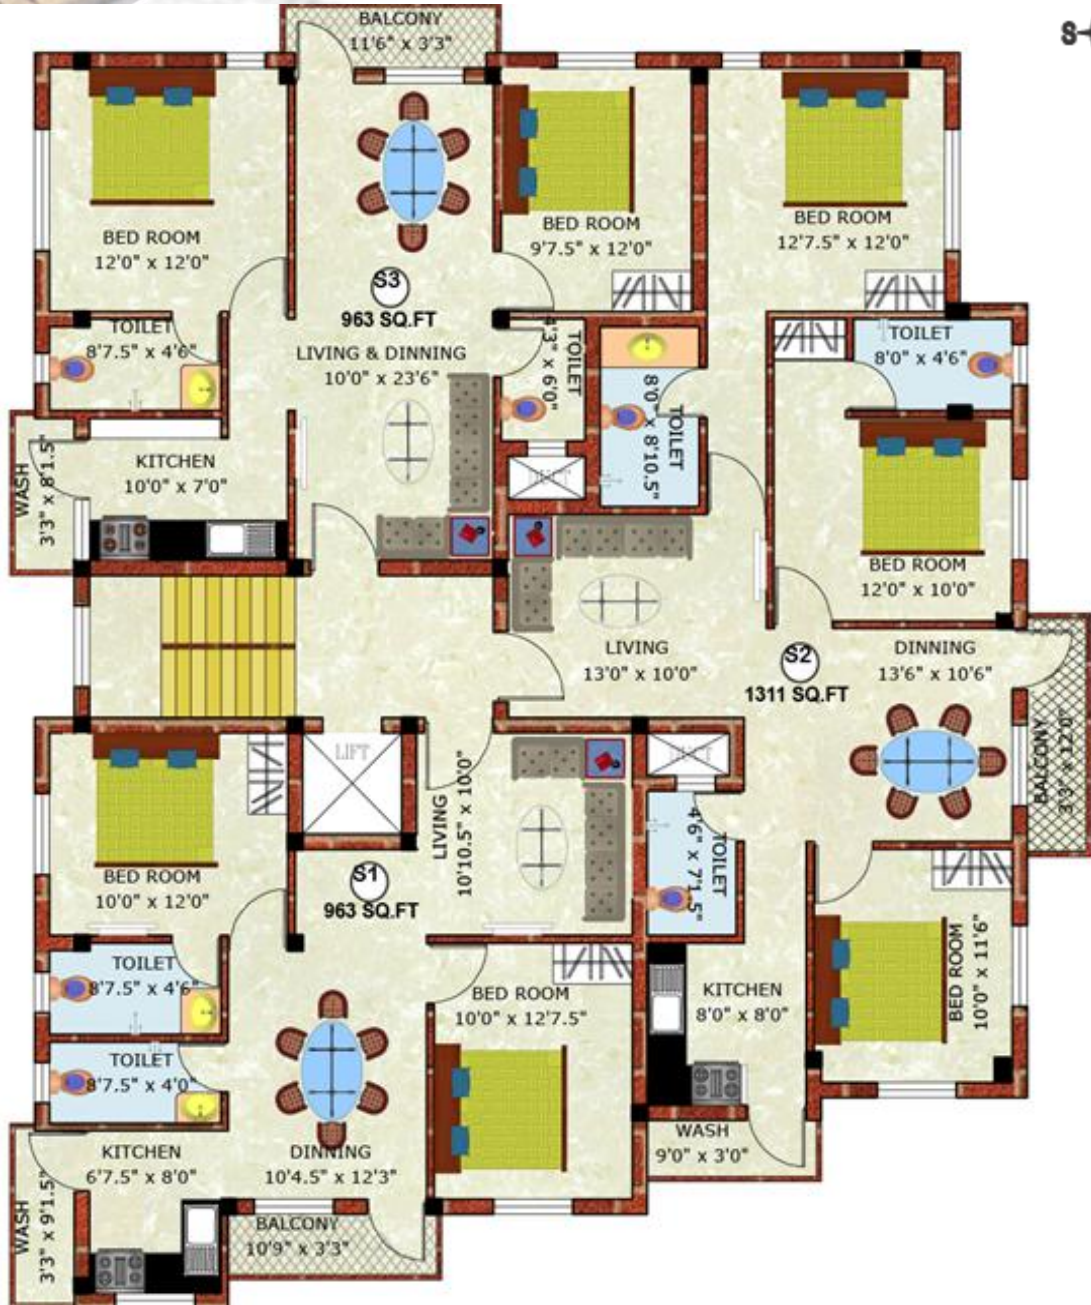 BALCONY
11'6" x 3'3"
S
BED ROOM
12'0" x 12'0"
BED ROOM
9'7.5" x 12'0"
BED ROOM
12'7.5" x 12'0"
S3
963 SQ.FT
LIVING & DINNING
10'0" x 23'6"
TOILET
8'7.5" x 4'6"
TOILET
4'3" x 6'0"
TOILET
8'0" x 8'10.5"
TOILET
8'0" x 4'6"
KITCHEN
10'0" x 7'0"
WASH
3'3" x 8'1.5"
BED ROOM
12'0" x 10'0"
LIVING
13'0" x 10'0"
S2
1311 SQ.FT
DINNING
13'6" x 10'6"
BALCONY
3'3" x 12'0"
LIFT
LIVING
10'10.5" x 10'0"
BED ROOM
10'0" x 12'0"
S1
963 SQ.FT
TOILET
4'6" x 7'1.5"
BED ROOM
10'0" x 11'6"
TOILET
8'7.5" x 4'6"
BED ROOM
10'0" x 12'7.5"
KITCHEN
8'0" x 8'0"
TOILET
8'7.5" x 4'0"
KITCHEN
6'7.5" x 8'0"
DINNING
10'4.5" x 12'3"
WASH
9'0" x 3'0"
WASH
3'3" x 9'1.5"
BALCONY
10'9" x 3'3"